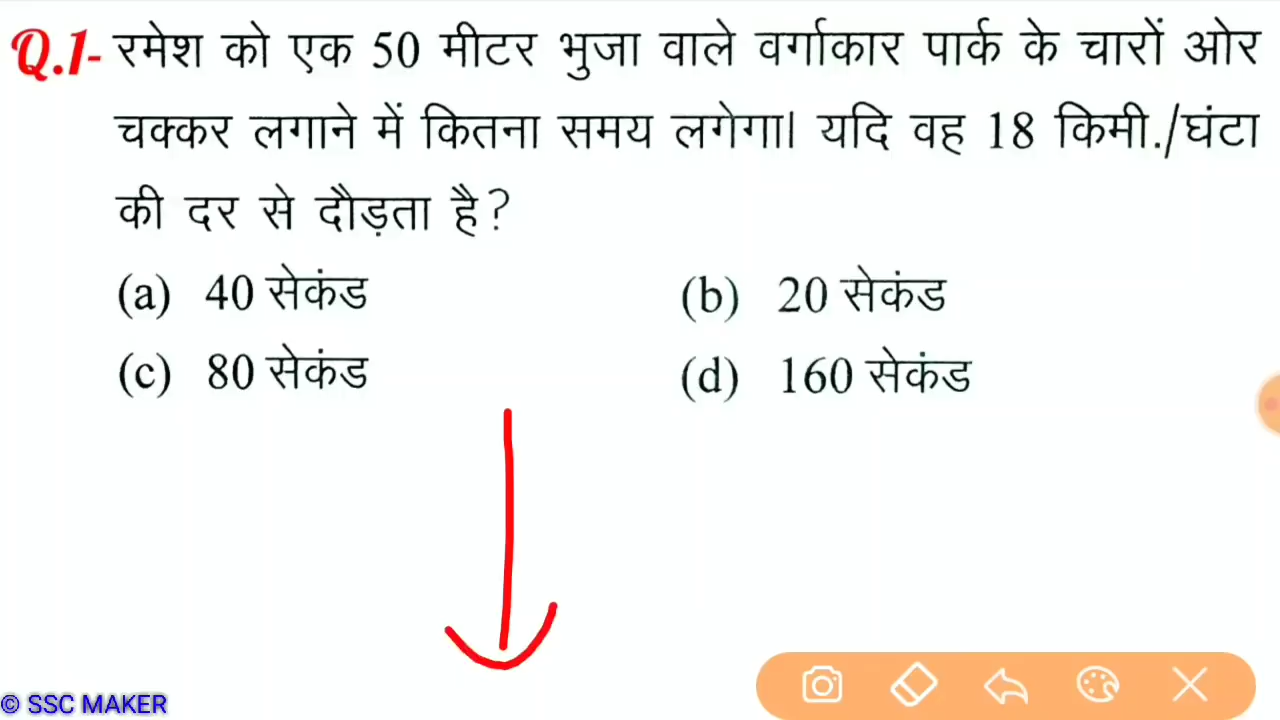 Q.1- रमेश को एक 50 मीटर भुजा वाले वर्गाकार पार्क के चारों ओर
चक्कर लगाने में कितना समय लगेगा। यदि वह 18 किमी./घंटा
की दर से दौड़ता है?
(a) 40 सेकंड (b) 20 सेकंड
(c) 80 सेकंड (d) 160 सेकंड
© SSC MAKER